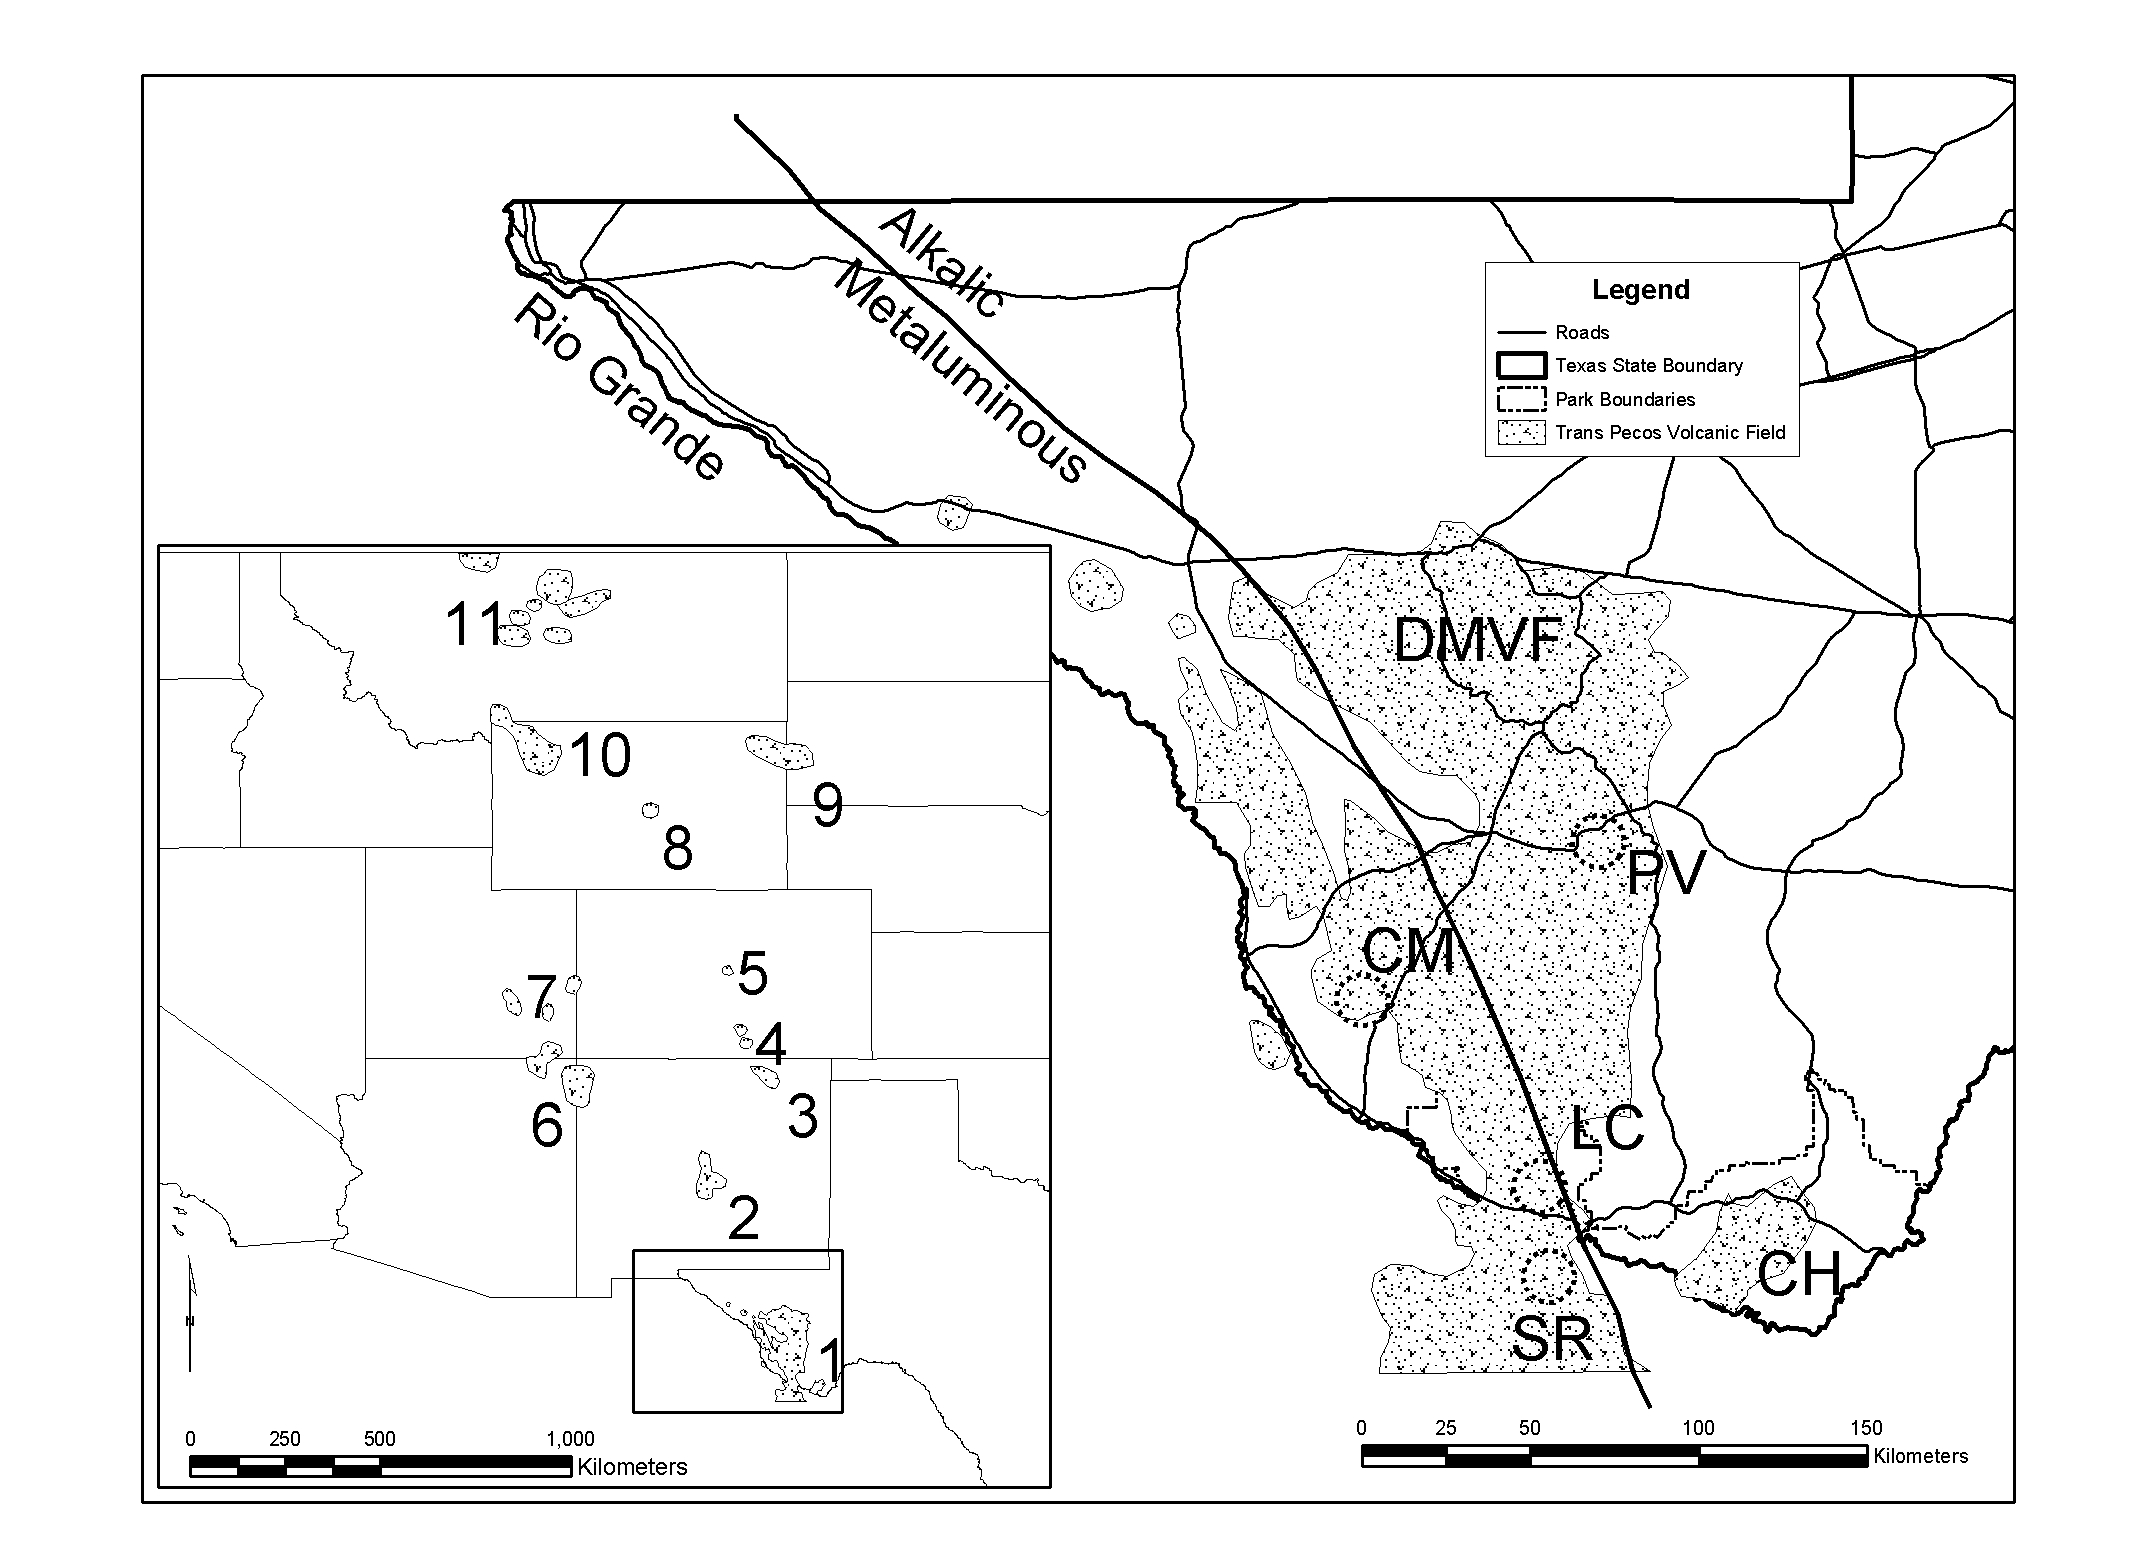 Alkalic
Metaluminous
Rio Grande
Legend
Roads
Texas State Boundary
Park Boundaries
Trans Pecos Volcanic Field
DMVF
PV
CM
LC
CH
SR
11
10
9
8
7
5
4
6
3
2
1
N
0 250 500 1,000
Kilometers
0 25 50 100 150
Kilometers